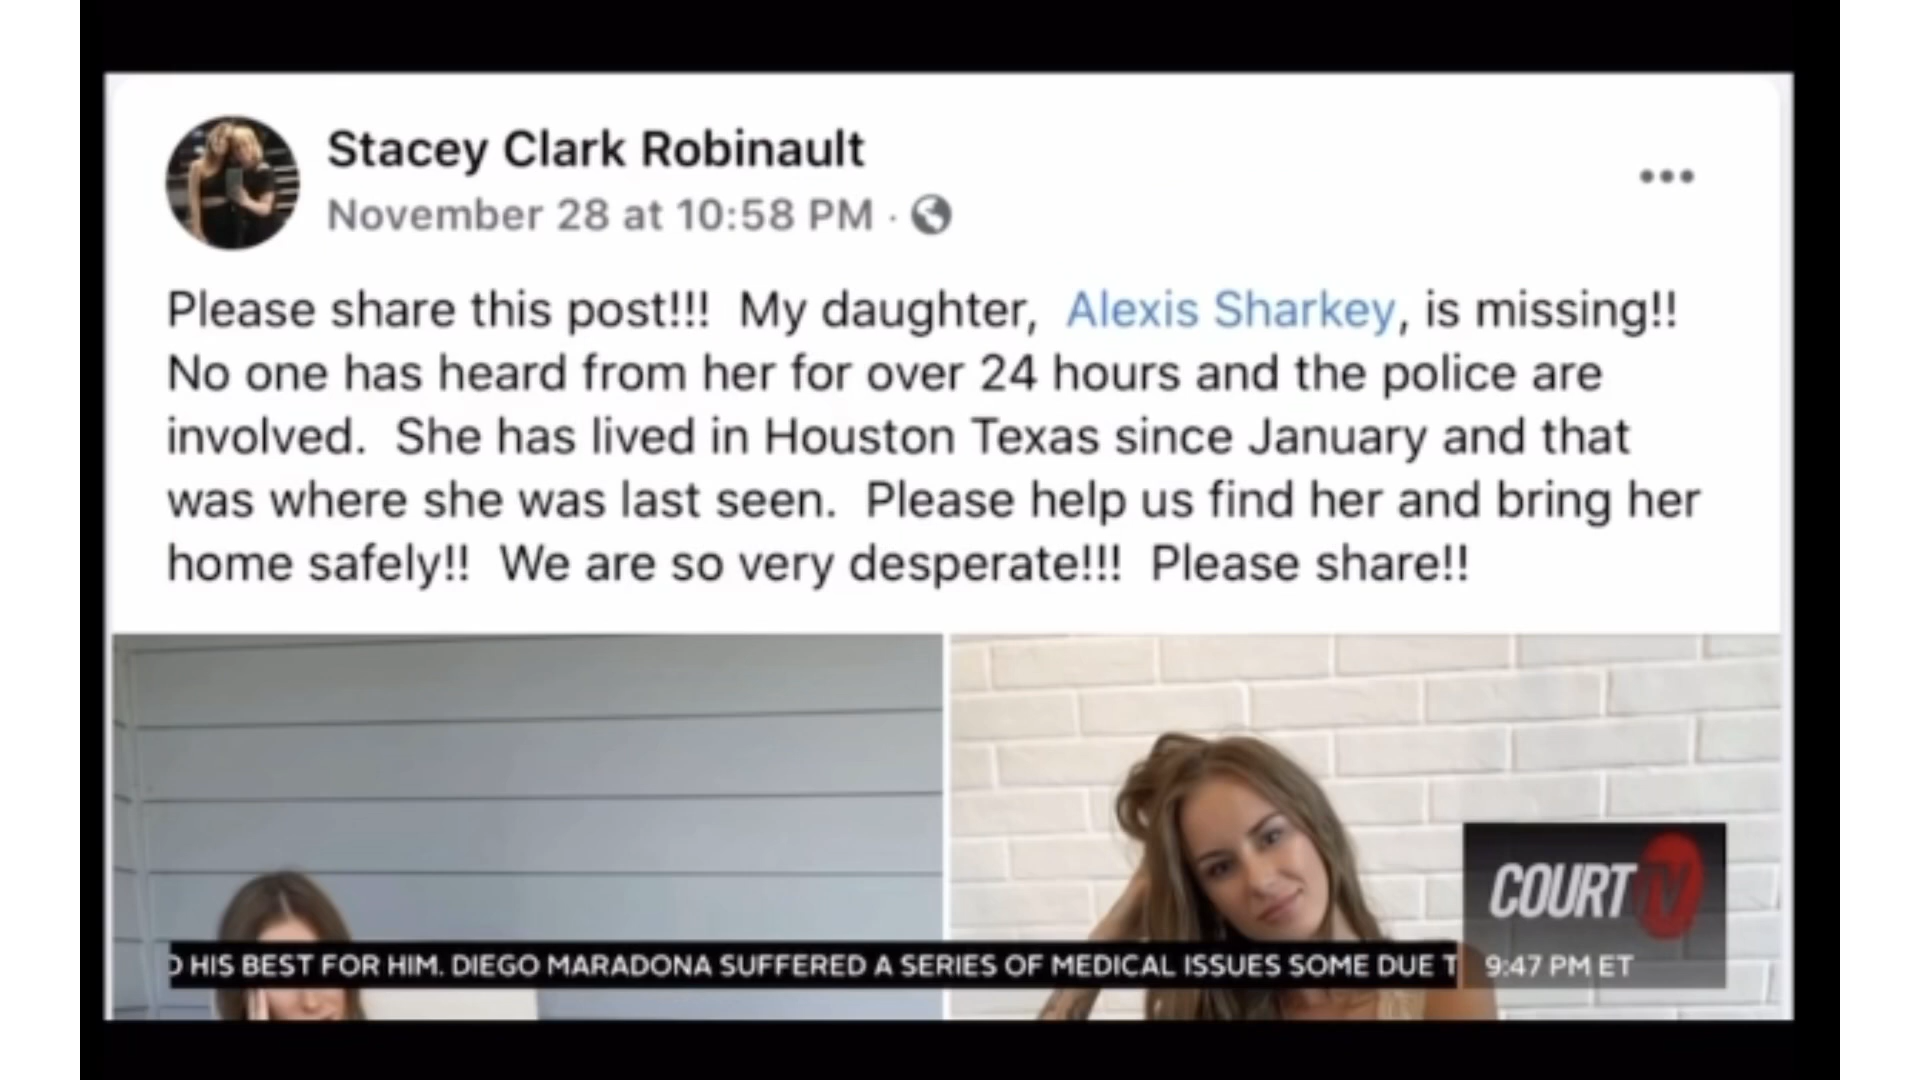 Stacey Clark Robinault
November 28 at 10:58 PM ·
Please share this post!!! My daughter, Alexis Sharkey, is missing!!
No one has heard from her for over 24 hours and the police are
involved. She has lived in Houston Texas since January and that
was where she was last seen. Please help us find her and bring her
home safely!! We are so very desperate!!! Please share!!
COURT TV
HIS BEST FOR HIM. DIEGO MARADONA SUFFERED A SERIES OF MEDICAL ISSUES SOME DUE T
9:47 PM ET